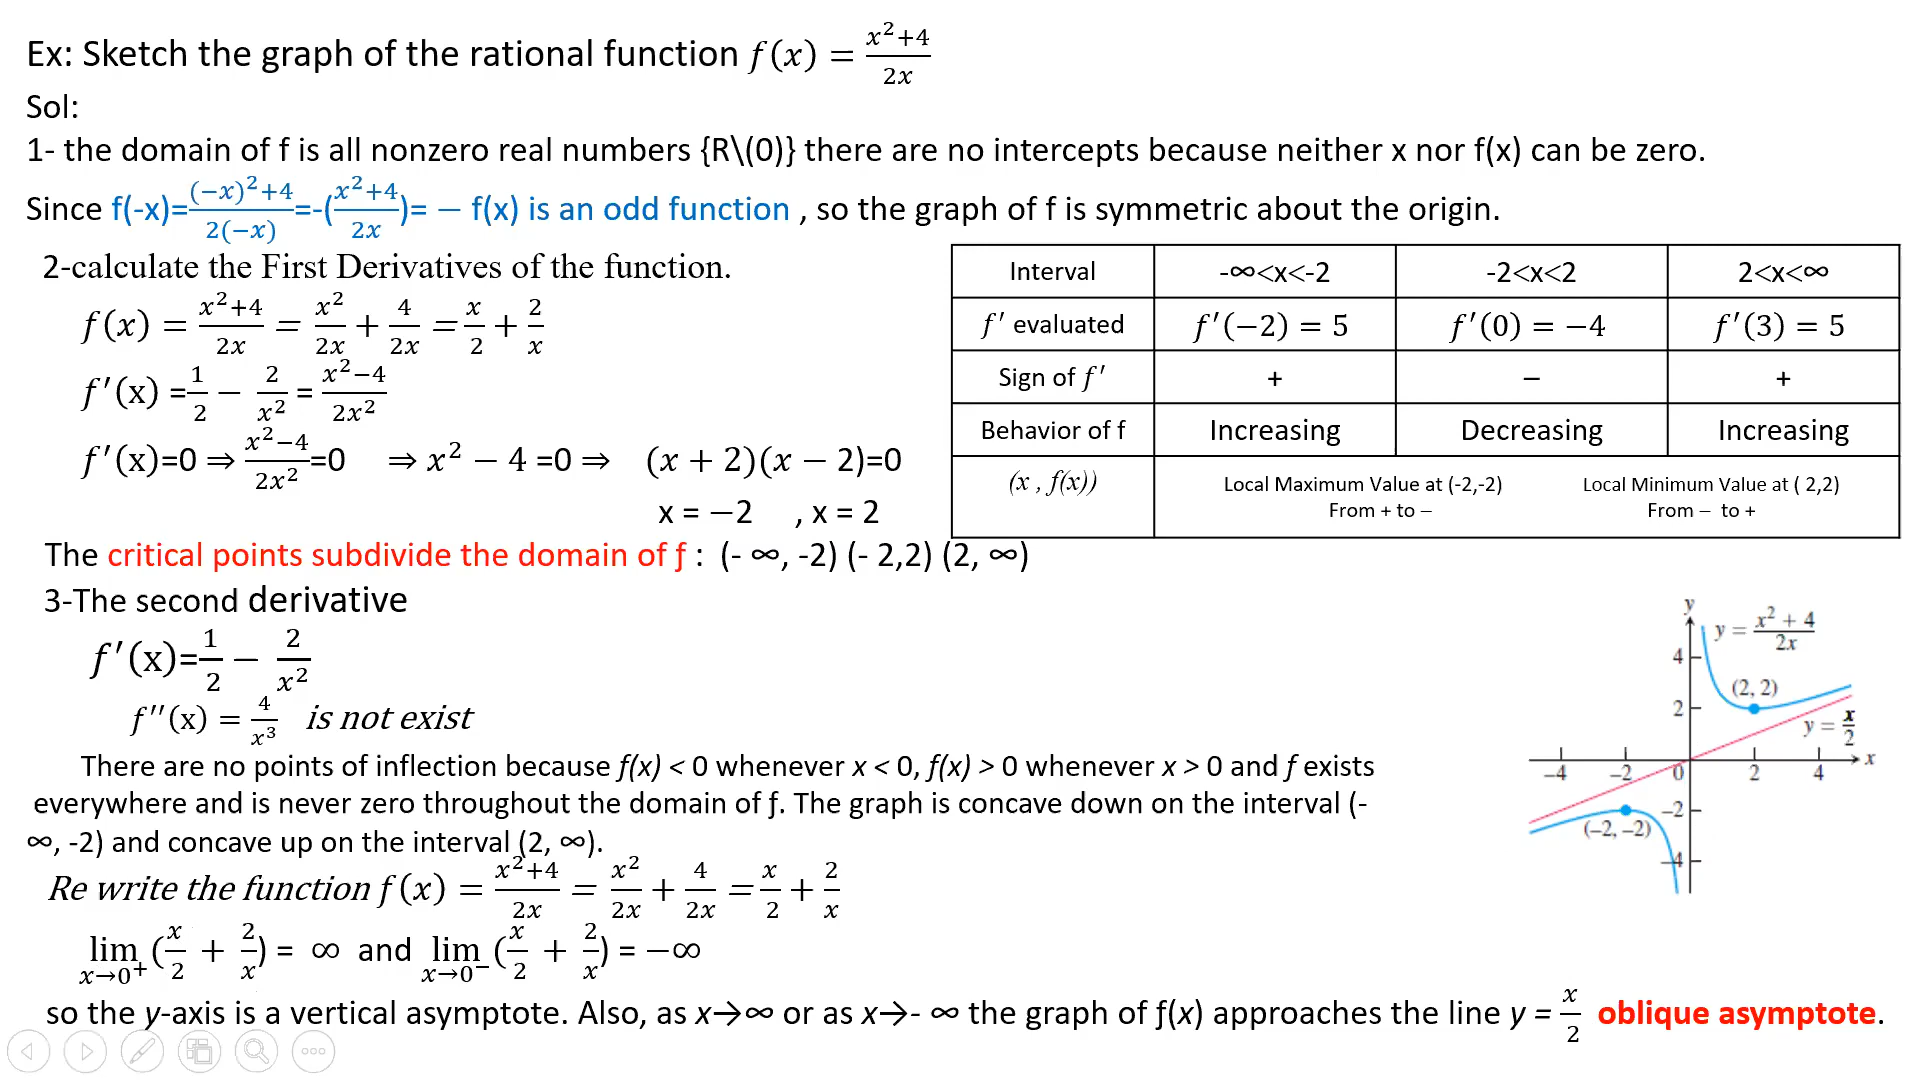 Ex: Sketch the graph of the rational function f(x) = (x²+4)/(2x)
Sol:
1- the domain of f is all nonzero real numbers {R\(0)} there are no intercepts because neither x nor f(x) can be zero.
Since f(-x)=((−x)²+4)/(2(−x))=-((x²+4)/(2x))= − f(x) is an odd function , so the graph of f is symmetric about the origin.
2-calculate the First Derivatives of the function.
f(x) = (x²+4)/(2x) = x²/(2x) + 4/(2x) = x/2 + 2/x
f′(x) = 1/2 − 2/x² = (x²−4)/(2x²)
f′(x)=0 ⇒ (x²−4)/(2x²)=0 ⇒ x² − 4 =0 ⇒ (x + 2)(x − 2)=0
x = −2 , x = 2
The critical points subdivide the domain of ƒ : (- ∞, -2) (- 2,2) (2, ∞)
Interval -∞<x<-2 -2<x<2 2<x<∞
f′ evaluated f′(−2) = 5 f′(0) = −4 f′(3) = 5
Sign of f′ + − +
Behavior of f Increasing Decreasing Increasing
(x , f(x)) Local Maximum Value at (-2,-2) Local Minimum Value at ( 2,2)
From + to − From − to +
3-The second derivative
f′(x)=1/2 − 2/x²
f″(x) = 4/x³ is not exist
There are no points of inflection because f(x) < 0 whenever x < 0, f(x) > 0 whenever x > 0 and f exists
everywhere and is never zero throughout the domain of ƒ. The graph is concave down on the interval (-
∞, -2) and concave up on the interval (2, ∞).
Re write the function f(x) = (x²+4)/(2x) = x²/(2x) + 4/(2x) = x/2 + 2/x
lim x→0⁺ (x/2 + 2/x) = ∞ and lim x→0⁻ (x/2 + 2/x) = −∞
so the y-axis is a vertical asymptote. Also, as x→∞ or as x→- ∞ the graph of ƒ(x) approaches the line y = x/2 oblique asymptote.
y
y = (x² + 4)/(2x)
4
(2, 2)
2
y = x/2
−4 −2 0 2 4 x
−2
(−2, −2)
−4